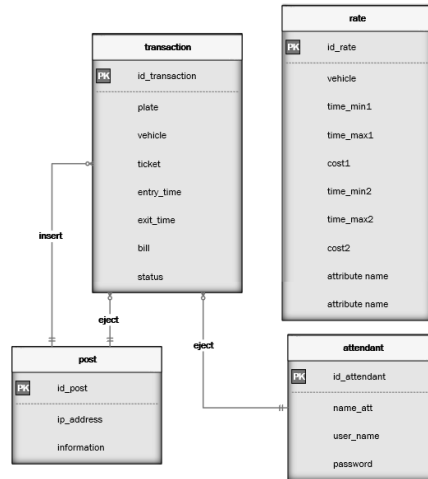 transaction
PK id_transaction
plate
vehicle
ticket
entry_time
exit_time
bill
status
rate
PK id_rate
vehicle
time_min1
time_max1
cost1
time_min2
time_max2
cost2
attribute name
attribute name
insert
eject
eject
post
PK id_post
ip_address
information
attendant
PK id_attendant
name_att
user_name
password